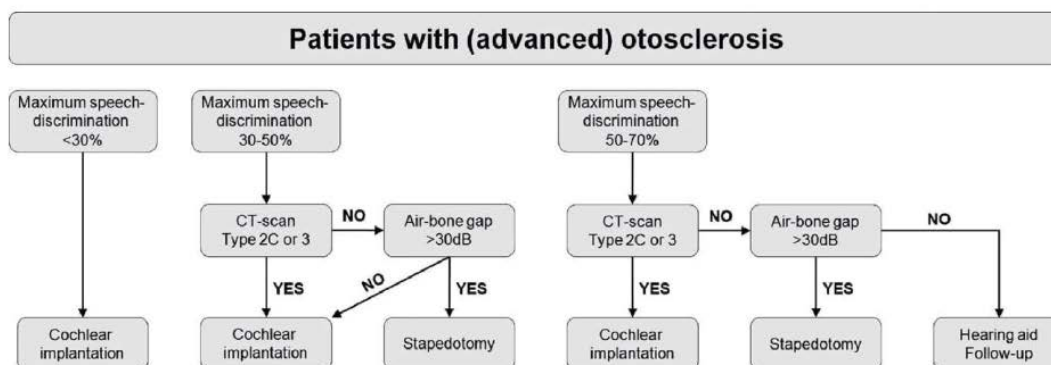 Patients with (advanced) otosclerosis
Maximum speech-
discrimination
<30%
Maximum speech-
discrimination
30-50%
Maximum speech-
discrimination
50-70%
CT-scan
Type 2C or 3
NO
Air-bone gap
>30dB
CT-scan
Type 2C or 3
NO
Air-bone gap
>30dB
NO
YES
NO
YES
YES
YES
Cochlear
implantation
Cochlear
implantation
Stapedotomy
Cochlear
implantation
Stapedotomy
Hearing aid
Follow-up